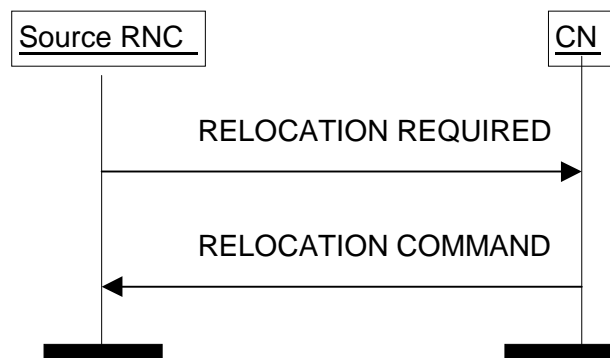 Source RNC
CN
RELOCATION REQUIRED
RELOCATION COMMAND